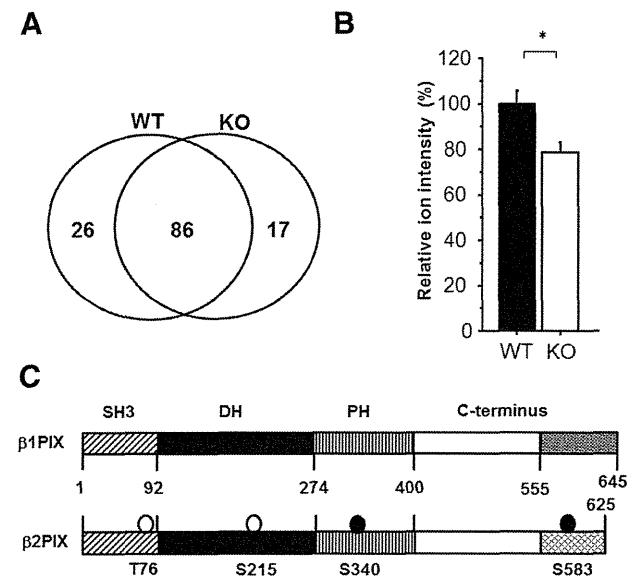 A
B
WT
KO
26
86
17
*
Relative ion intensity (%)
120
100
80
60
40
20
0
WT KO
C
SH3 DH PH C-terminus
β1PIX
1 92 274 400 555 645
625
β2PIX
T76 S215 S340 S583